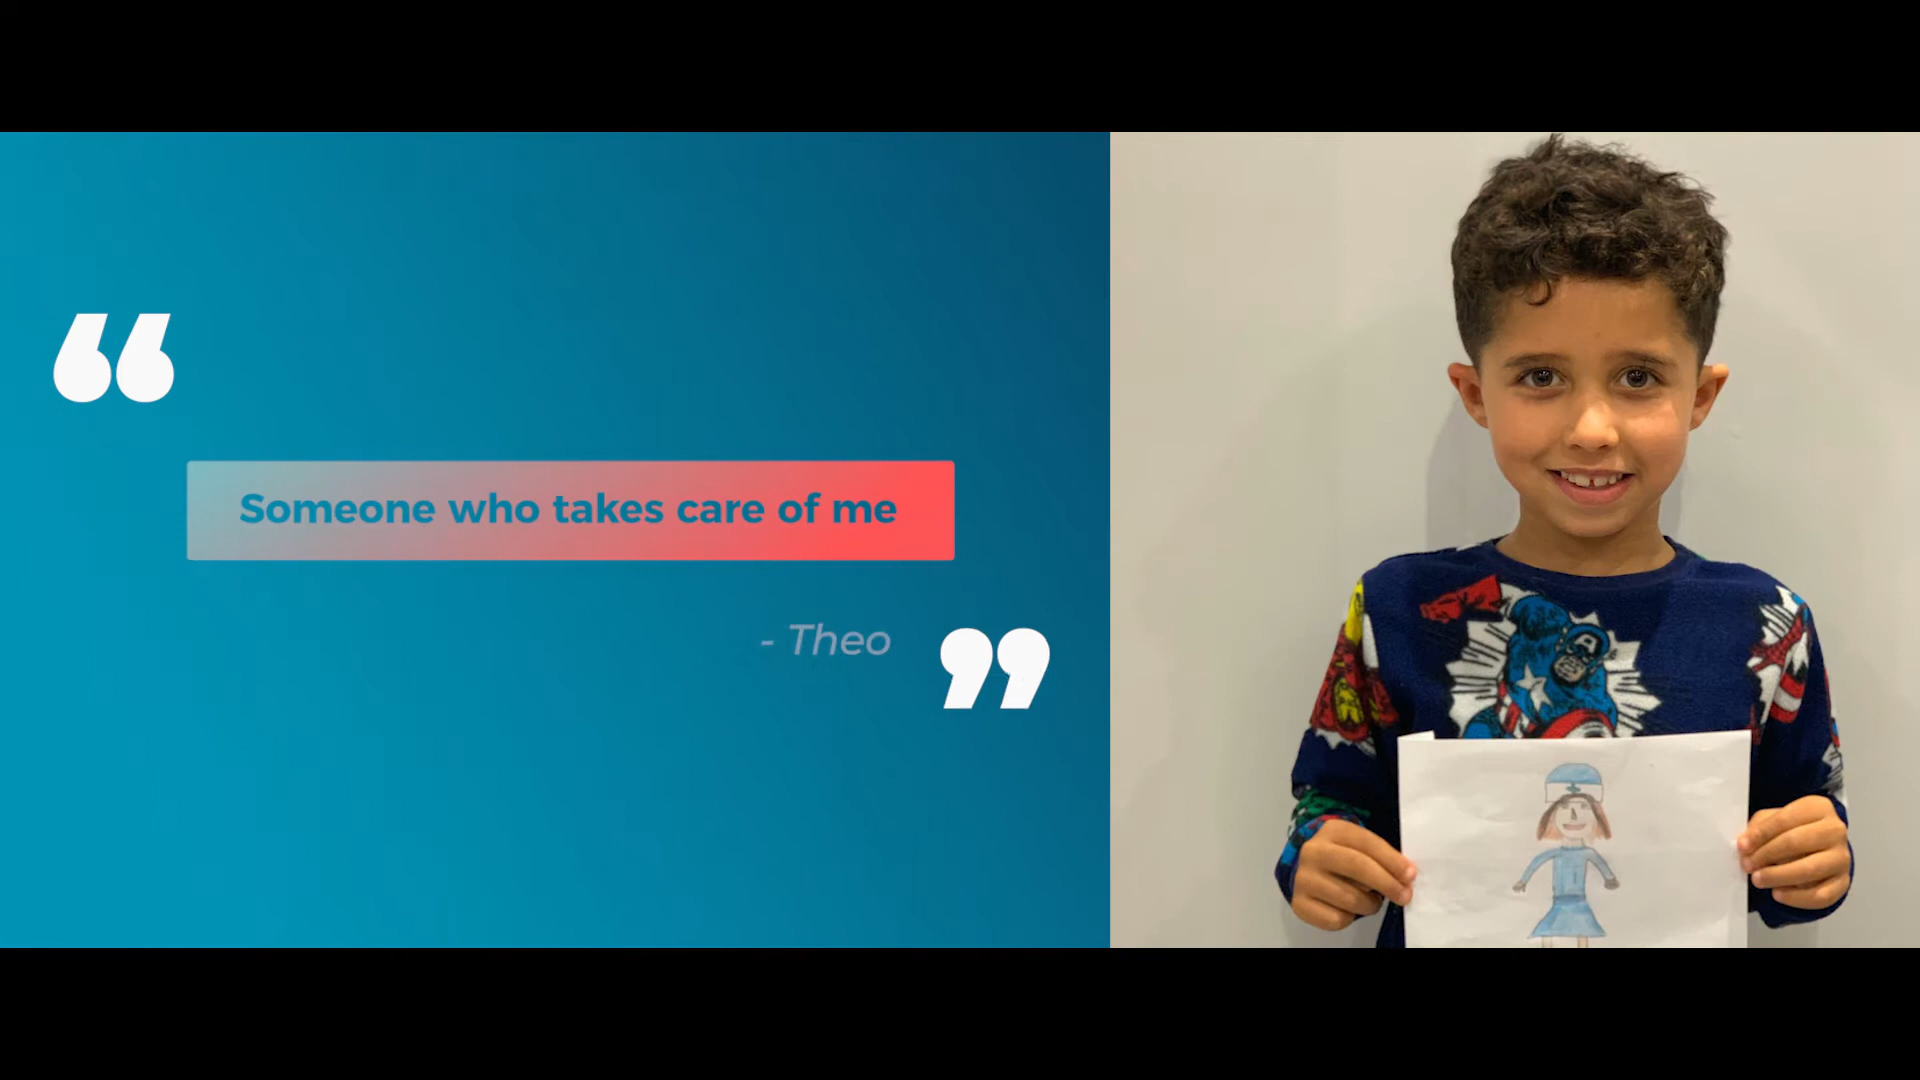 “
Someone who takes care of me
- Theo
”